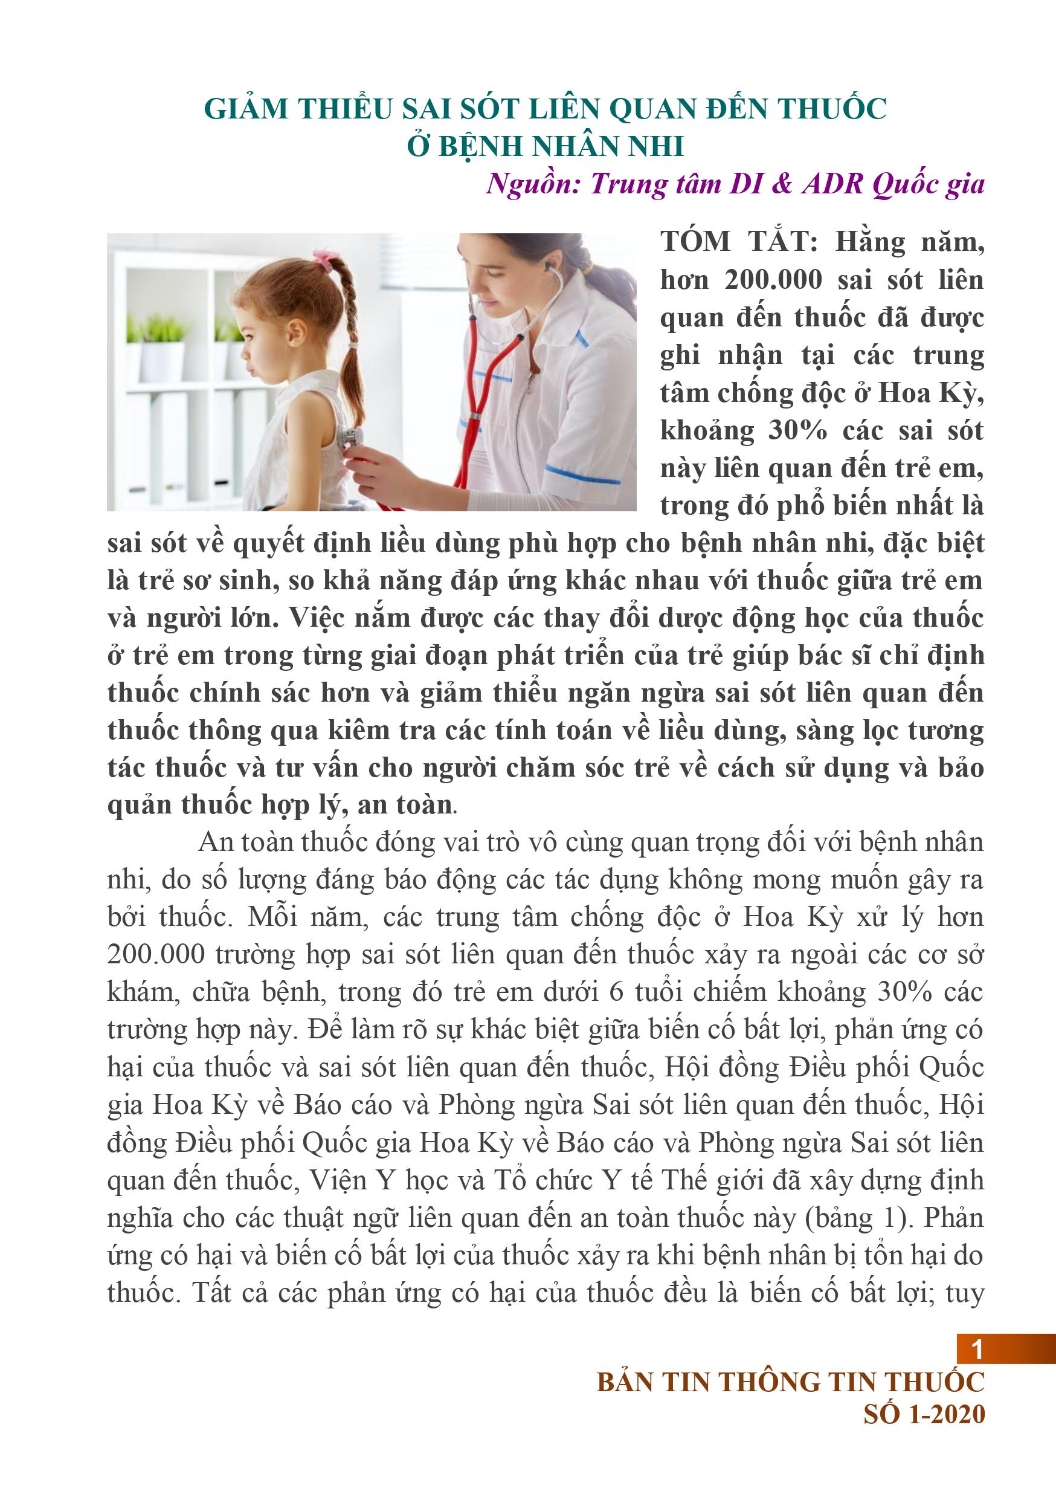 GIẢM THIỂU SAI SÓT LIÊN QUAN ĐẾN THUỐC
Ở BỆNH NHÂN NHI
Nguồn: Trung tâm DI & ADR Quốc gia
TÓM TẮT: Hằng năm,
hơn 200.000 sai sót liên
quan đến thuốc đã được
ghi nhận tại các trung
tâm chống độc ở Hoa Kỳ,
khoảng 30% các sai sót
này liên quan đến trẻ em,
trong đó phổ biến nhất là
sai sót về quyết định liều dùng phù hợp cho bệnh nhân nhi, đặc biệt
là trẻ sơ sinh, so khả năng đáp ứng khác nhau với thuốc giữa trẻ em
và người lớn. Việc nắm được các thay đổi dược động học của thuốc
ở trẻ em trong từng giai đoạn phát triển của trẻ giúp bác sĩ chỉ định
thuốc chính sác hơn và giảm thiểu ngăn ngừa sai sót liên quan đến
thuốc thông qua kiêm tra các tính toán về liều dùng, sàng lọc tương
tác thuốc và tư vấn cho người chăm sóc trẻ về cách sử dụng và bảo
quản thuốc hợp lý, an toàn.
An toàn thuốc đóng vai trò vô cùng quan trọng đối với bệnh nhân
nhi, do số lượng đáng báo động các tác dụng không mong muốn gây ra
bởi thuốc. Mỗi năm, các trung tâm chống độc ở Hoa Kỳ xử lý hơn
200.000 trường hợp sai sót liên quan đến thuốc xảy ra ngoài các cơ sở
khám, chữa bệnh, trong đó trẻ em dưới 6 tuổi chiếm khoảng 30% các
trường hợp này. Để làm rõ sự khác biệt giữa biến cố bất lợi, phản ứng có
hại của thuốc và sai sót liên quan đến thuốc, Hội đồng Điều phối Quốc
gia Hoa Kỳ về Báo cáo và Phòng ngừa Sai sót liên quan đến thuốc, Hội
đồng Điều phối Quốc gia Hoa Kỳ về Báo cáo và Phòng ngừa Sai sót liên
quan đến thuốc, Viện Y học và Tổ chức Y tế Thế giới đã xây dựng định
nghĩa cho các thuật ngữ liên quan đến an toàn thuốc này (bảng 1). Phản
ứng có hại và biến cố bất lợi của thuốc xảy ra khi bệnh nhân bị tổn hại do
thuốc. Tất cả các phản ứng có hại của thuốc đều là biến cố bất lợi; tuy
1
BẢN TIN THÔNG TIN THUỐC
SỐ 1-2020